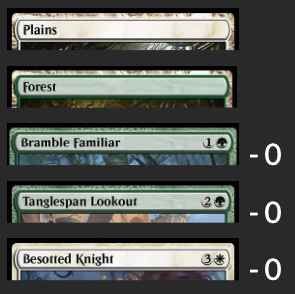 Plains
Forest
Bramble Familiar 1 - 0
Tanglespan Lookout 2 - 0
Besotted Knight 3 - 0